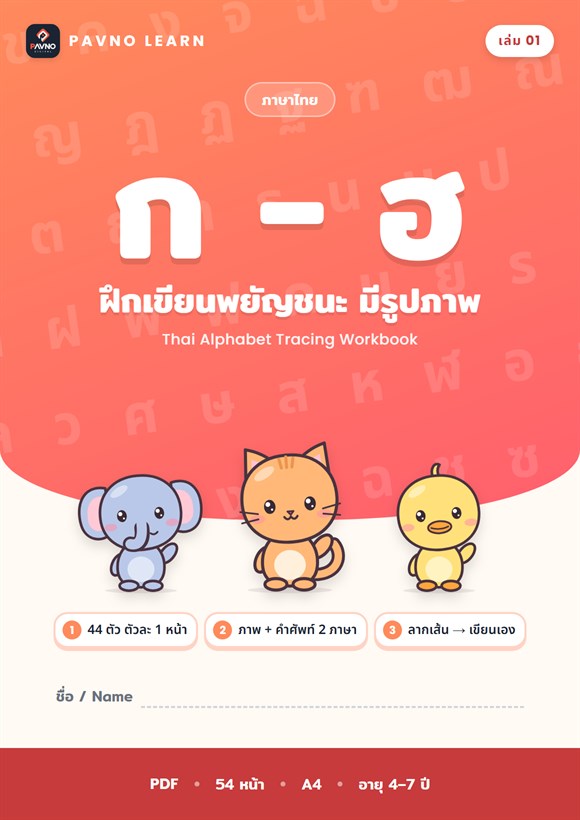 PAVNO
PAVNO LEARN
เล่ม 01
ภาษาไทย
ก – ฮ
ฝึกเขียนพยัญชนะ มีรูปภาพ
Thai Alphabet Tracing Workbook
1 44 ตัว ตัวละ 1 หน้า
2 ภาพ + คำศัพท์ 2 ภาษา
3 ลากเส้น → เขียนเอง
ชื่อ / Name
PDF • 54 หน้า • A4 • อายุ 4–7 ปี